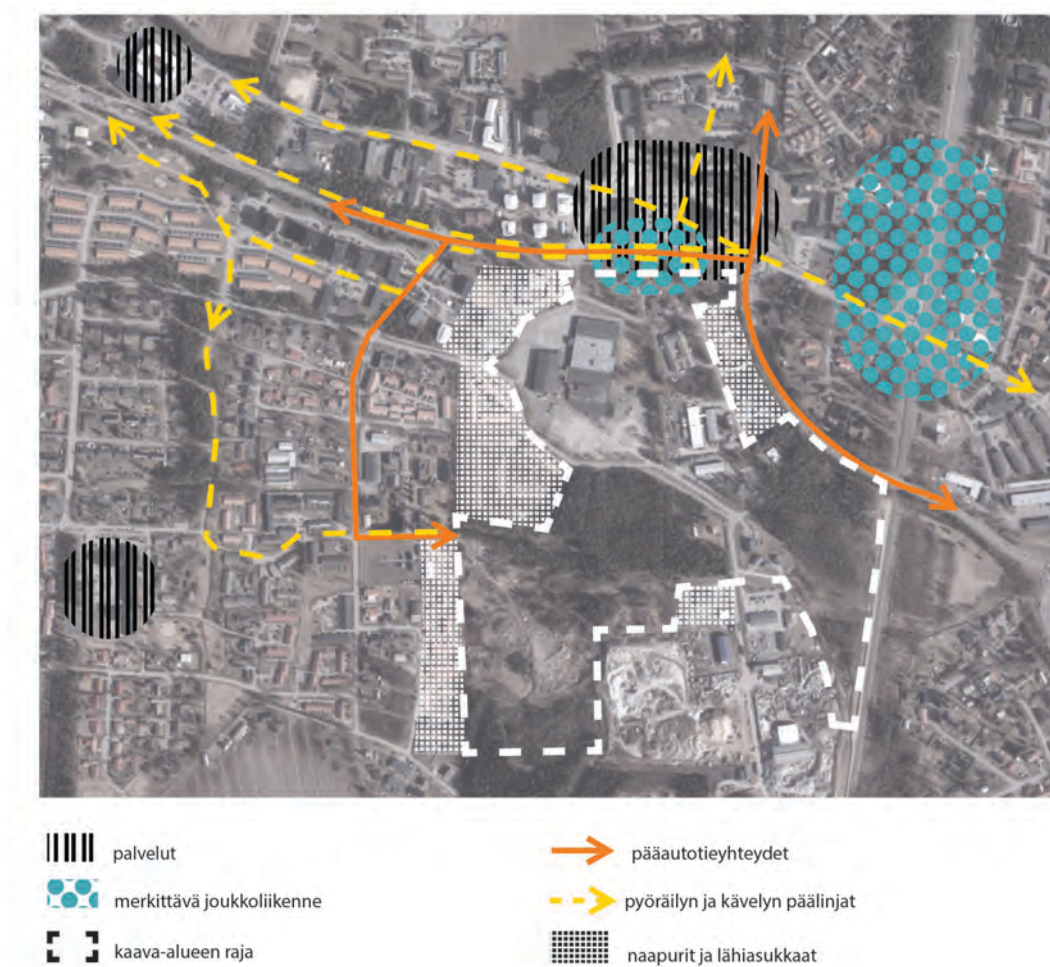 palvelut
merkittävä joukkoliikenne
kaava-alueen raja
pääautotieyhteydet
pyöräilyn ja kävelyn päälinjat
naapurit ja lähiasukkaat